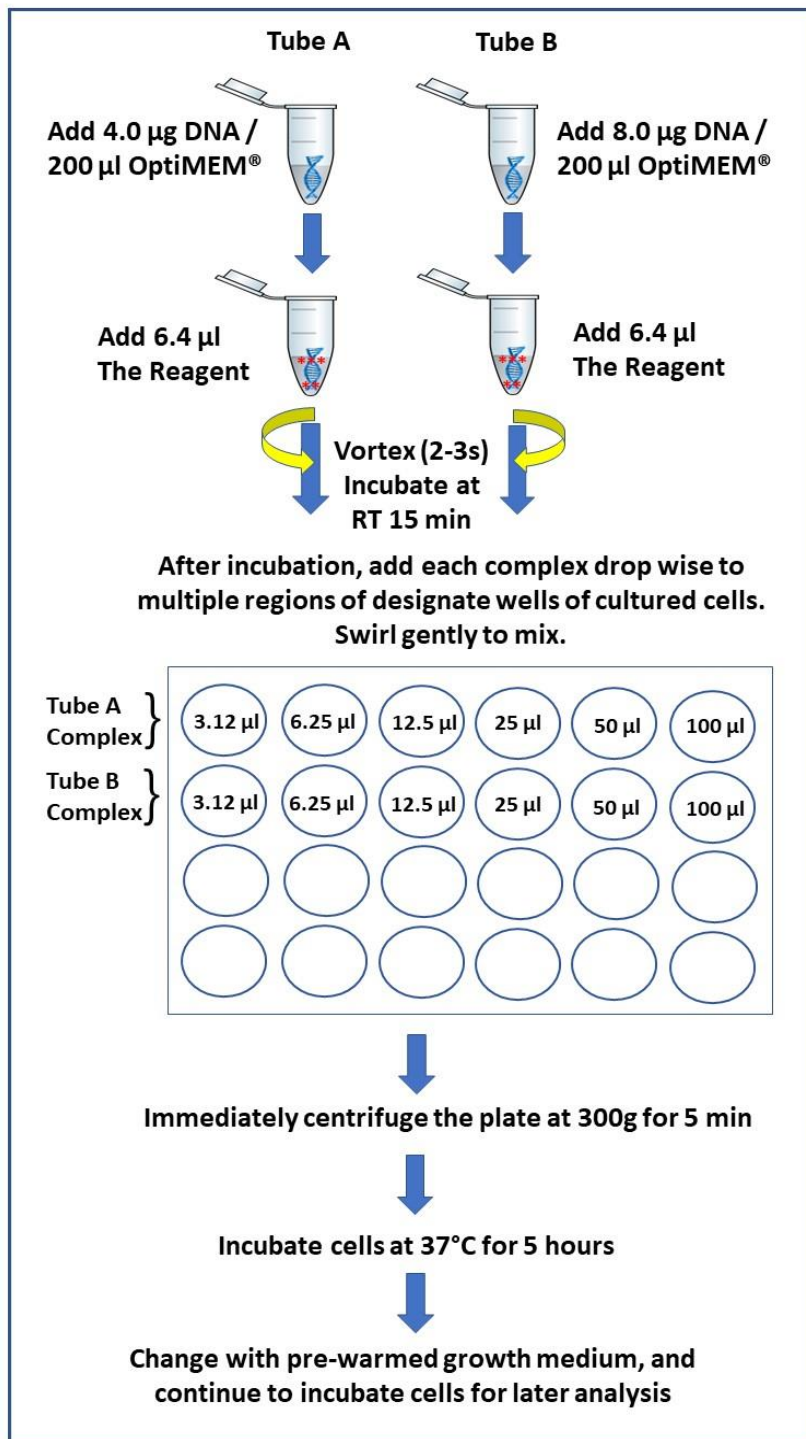 Tube A
Tube B
Add 4.0 µg DNA /
200 µl OptiMEM®
Add 8.0 µg DNA /
200 µl OptiMEM®
Add 6.4 µl
The Reagent
Add 6.4 µl
The Reagent
Vortex (2-3s)
Incubate at
RT 15 min
After incubation, add each complex drop wise to
multiple regions of designate wells of cultured cells.
Swirl gently to mix.
Tube A
Complex
3.12 µl 6.25 µl 12.5 µl 25 µl 50 µl 100 µl
Tube B
Complex
3.12 µl 6.25 µl 12.5 µl 25 µl 50 µl 100 µl
Immediately centrifuge the plate at 300g for 5 min
Incubate cells at 37°C for 5 hours
Change with pre-warmed growth medium, and
continue to incubate cells for later analysis